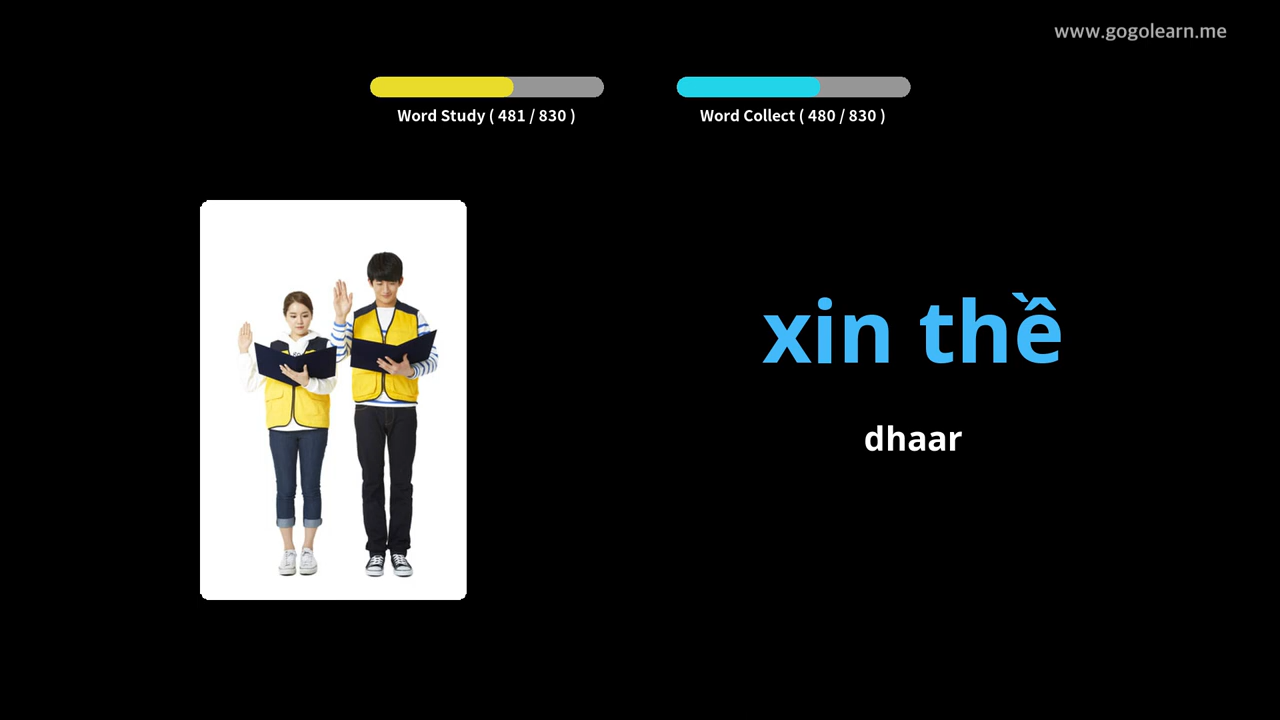 www.gogolearn.me
Word Study ( 481 / 830 )
Word Collect ( 480 / 830 )
xin thề
dhaar